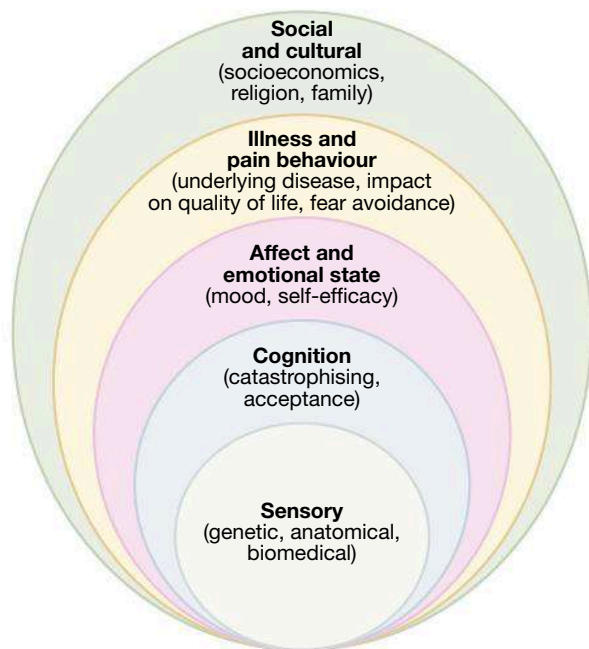 Social
and cultural
(socioeconomics,
religion, family)
Illness and
pain behaviour
(underlying disease, impact
on quality of life, fear avoidance)
Affect and
emotional state
(mood, self-efficacy)
Cognition
(catastrophising,
acceptance)
Sensory
(genetic, anatomical,
biomedical)